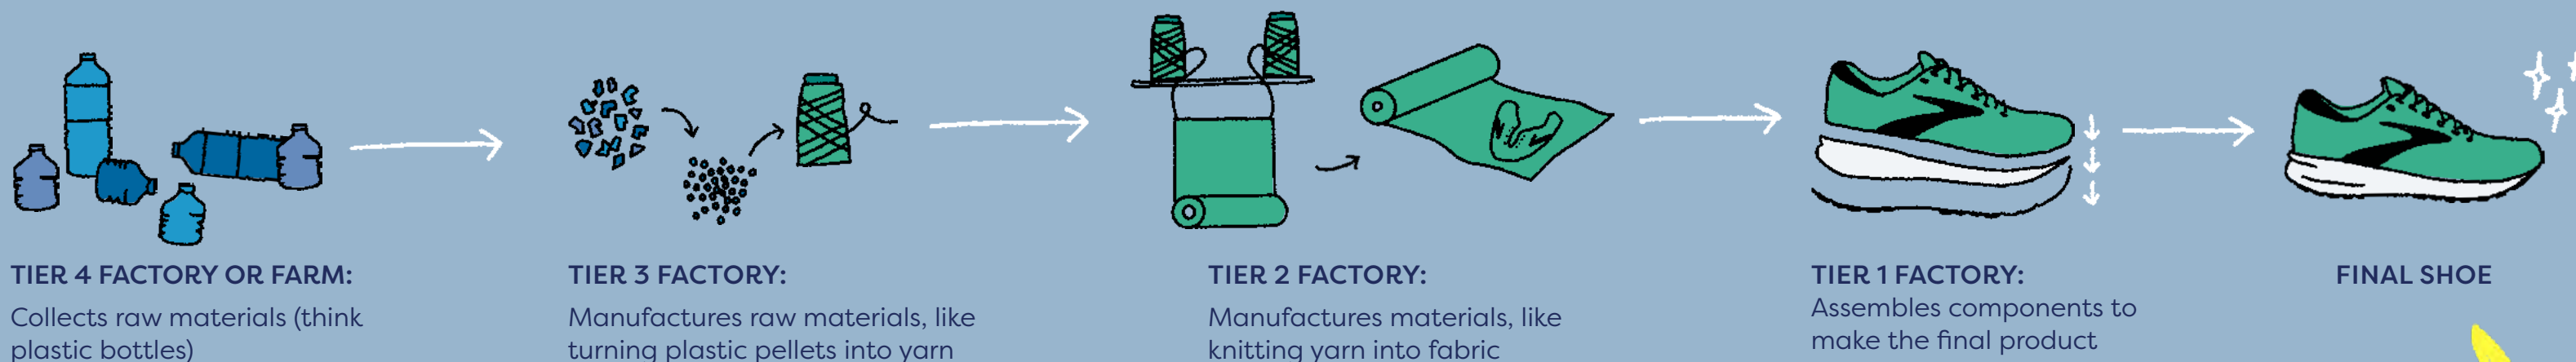 TIER 4 FACTORY OR FARM:
Collects raw materials (think
plastic bottles)
TIER 3 FACTORY:
Manufactures raw materials, like
turning plastic pellets into yarn
TIER 2 FACTORY:
Manufactures materials, like
knitting yarn into fabric
TIER 1 FACTORY:
Assembles components to
make the final product
FINAL SHOE